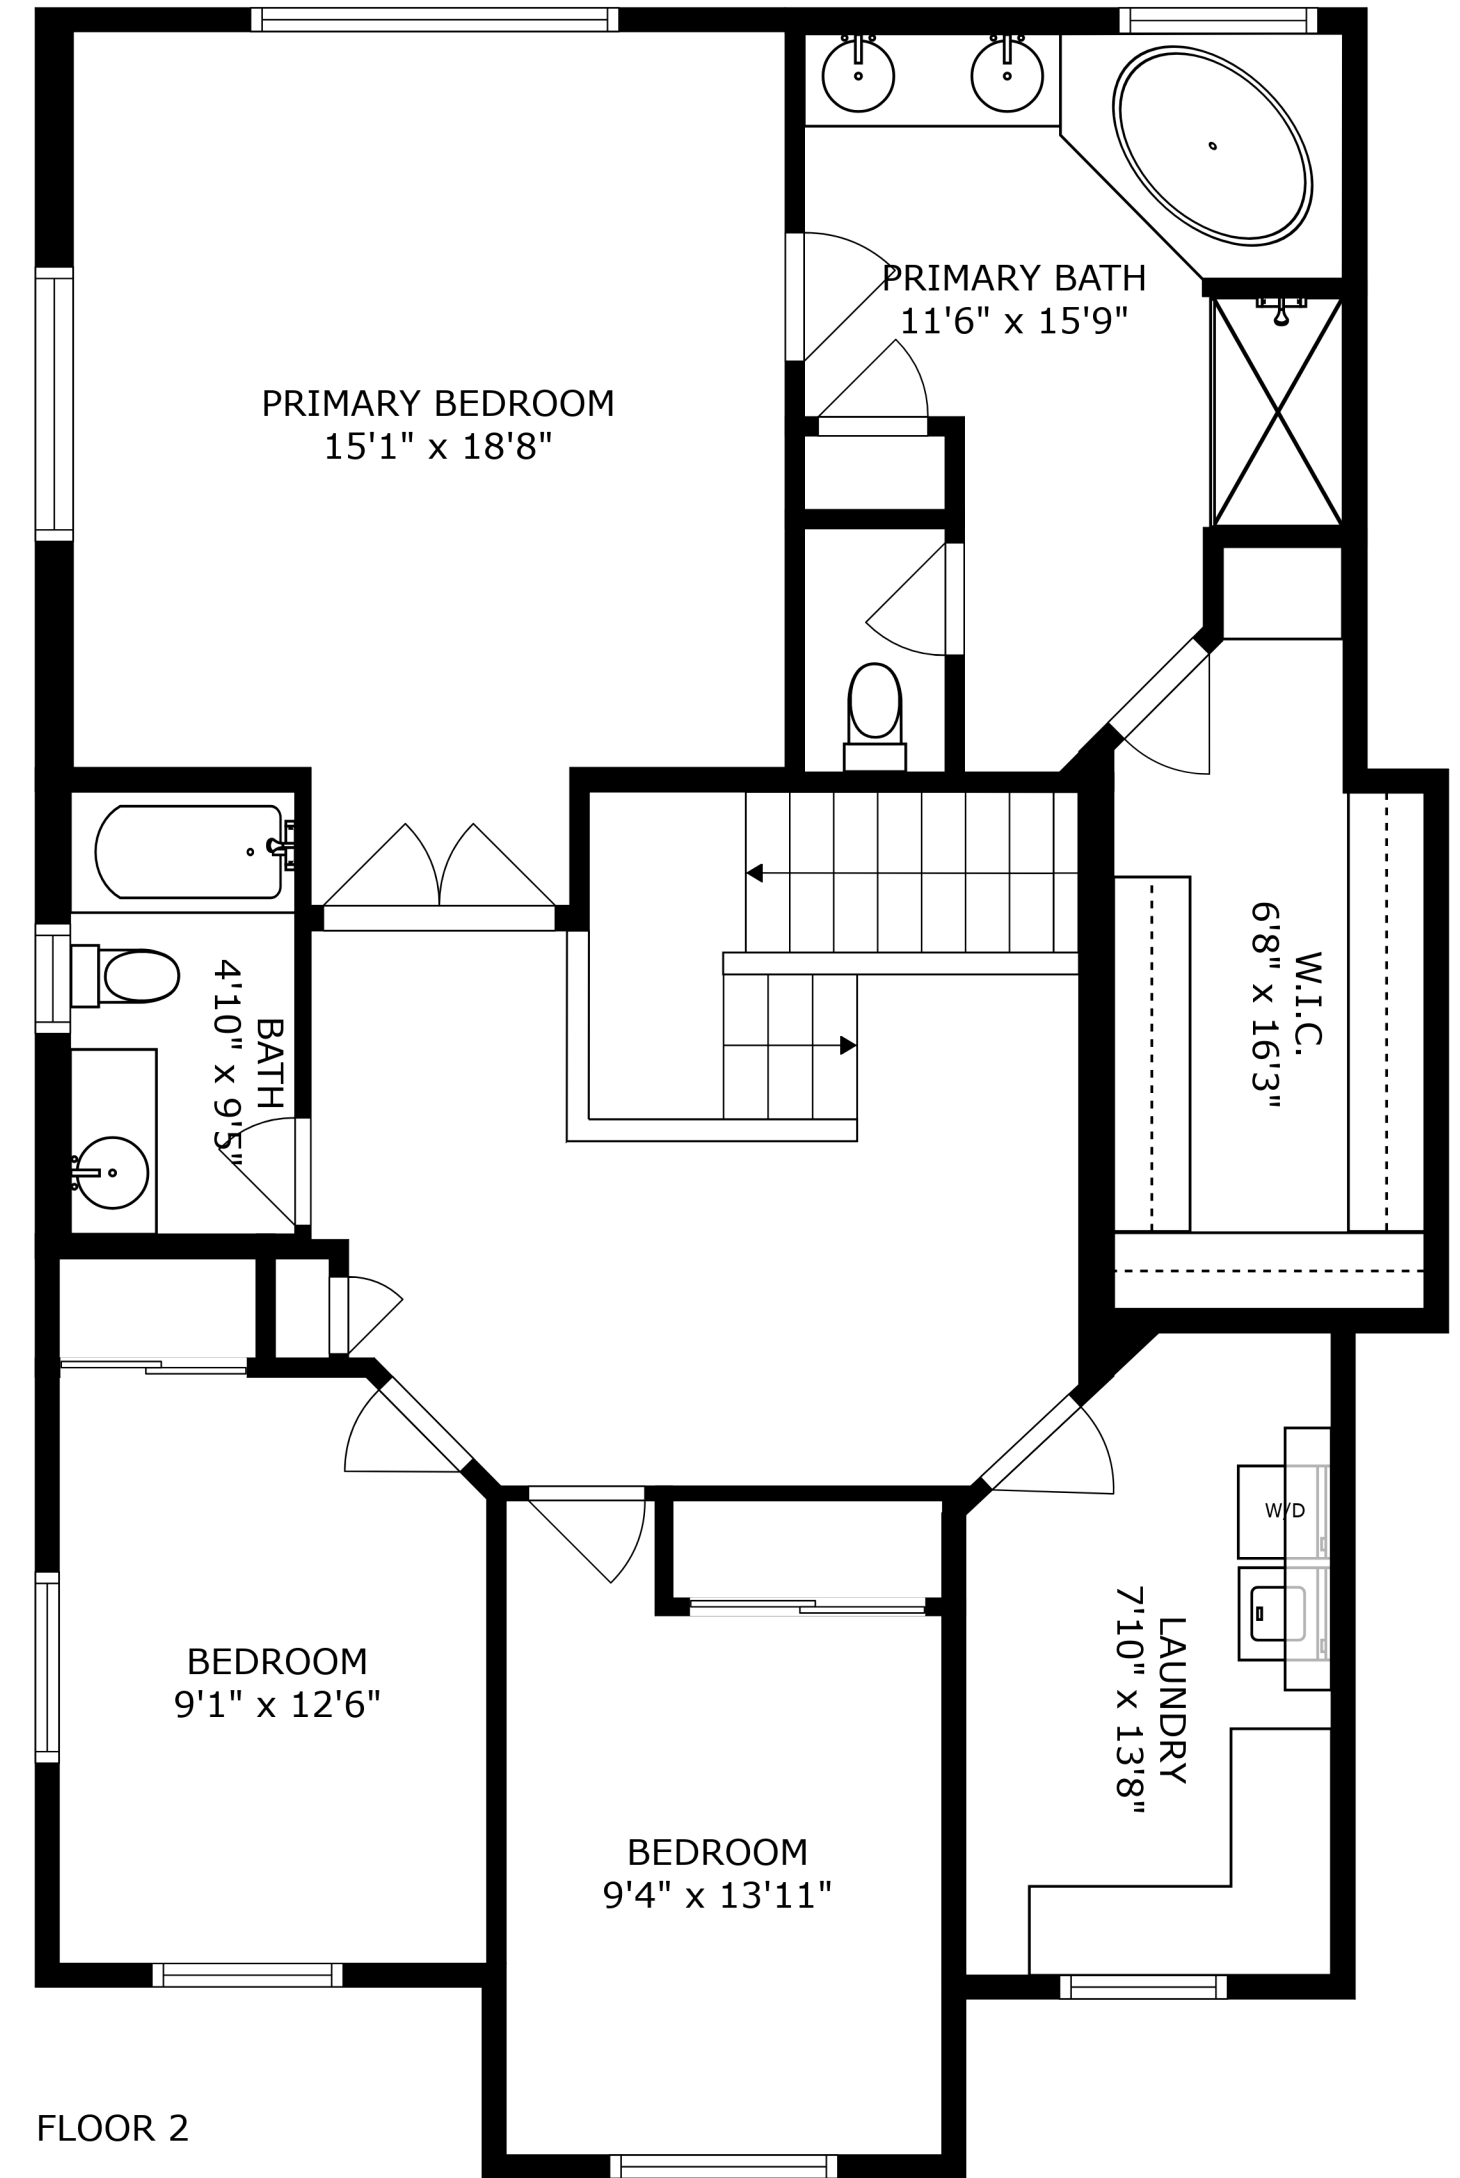 PRIMARY BATH
11'6" x 15'9"
PRIMARY BEDROOM
15'1" x 18'8"
W.I.C.
6'8" x 16'3"
BATH
4'10" x 9'5"
W/D
LAUNDRY
7'10" x 13'8"
BEDROOM
9'1" x 12'6"
BEDROOM
9'4" x 13'11"
FLOOR 2